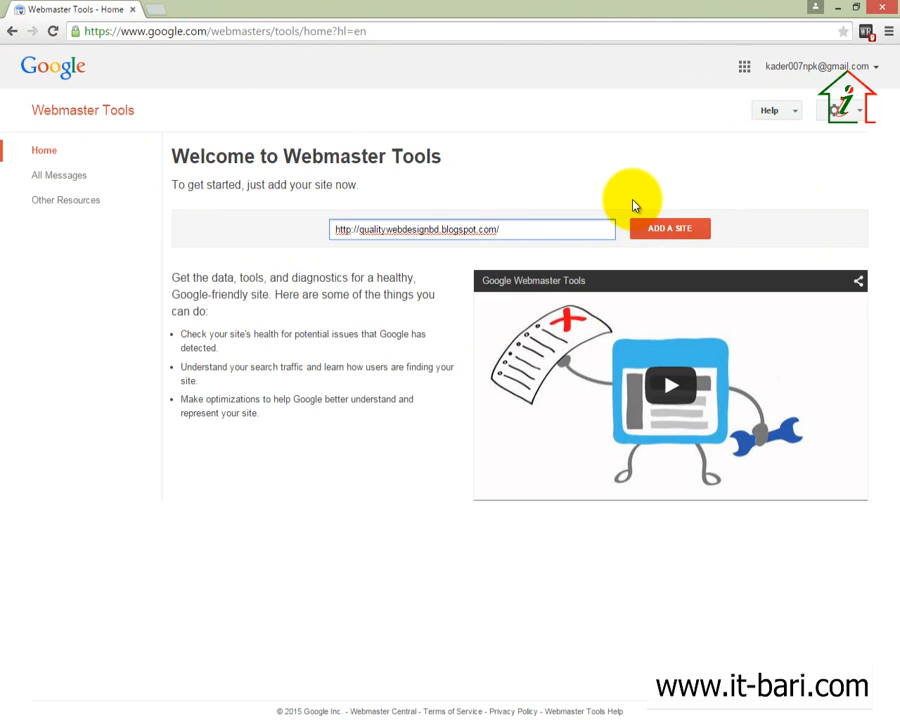 Webmaster Tools - Home
https://www.google.com/webmasters/tools/home?hl=en
Google
kader007npk@gmail.com
Webmaster Tools
Help
Home
All Messages
Other Resources
Welcome to Webmaster Tools
To get started, just add your site now.
http://qualitywebdesignbd.blogspot.com/
ADD A SITE
Get the data, tools, and diagnostics for a healthy,
Google-friendly site. Here are some of the things you
can do:
Check your site's health for potential issues that Google has
detected.
Understand your search traffic and learn how users are finding your
site.
Make optimizations to help Google better understand and
represent your site.
Google Webmaster Tools
www.it-bari.com
© 2015 Google Inc. - Webmaster Central - Terms of Service - Privacy Policy - Webmaster Tools Help